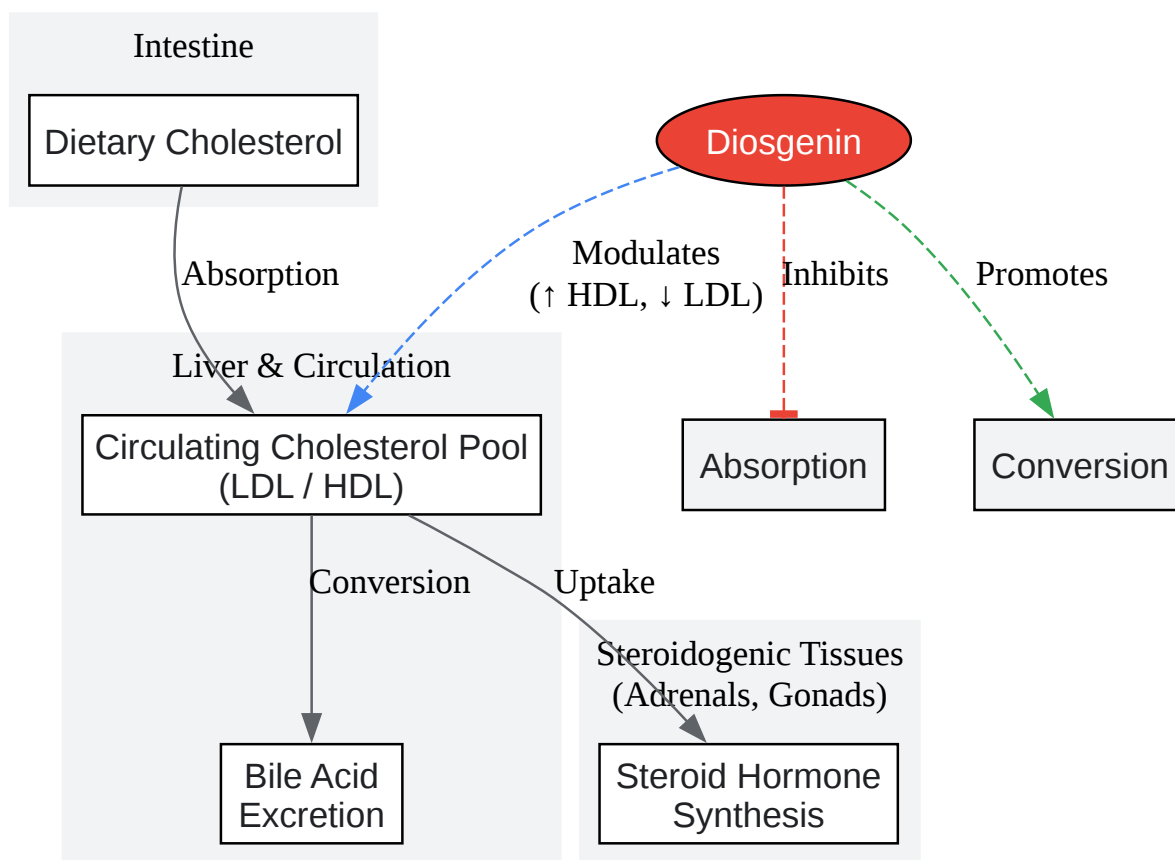 Intestine
Dietary Cholesterol
Diosgenin
Absorption
Modulates
(↑ HDL, ↓ LDL)
Inhibits
Promotes
Liver & Circulation
Circulating Cholesterol Pool
(LDL / HDL)
Absorption
Conversion
Conversion
Uptake
Steroidogenic Tissues
(Adrenals, Gonads)
Bile Acid
Excretion
Steroid Hormone
Synthesis